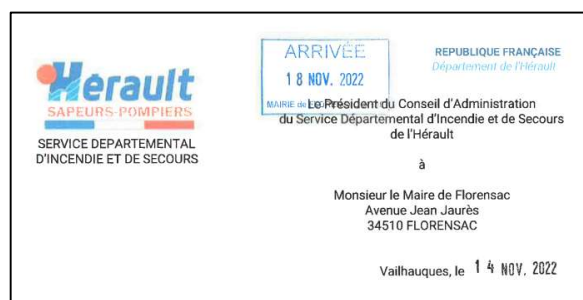 Hérault
SAPEURS-POMPIERS
SERVICE DEPARTEMENTAL
D'INCENDIE ET DE SECOURS
ARRIVÉE
18 NOV. 2022
MAIRIE de
REPUBLIQUE FRANÇAISE
Département de l'Hérault
Le Président du Conseil d'Administration
du Service Départemental d'Incendie et de Secours
de l'Hérault
à
Monsieur le Maire de Florensac
Avenue Jean Jaurès
34510 FLORENSAC
Vailhauques, le 14 NOV. 2022